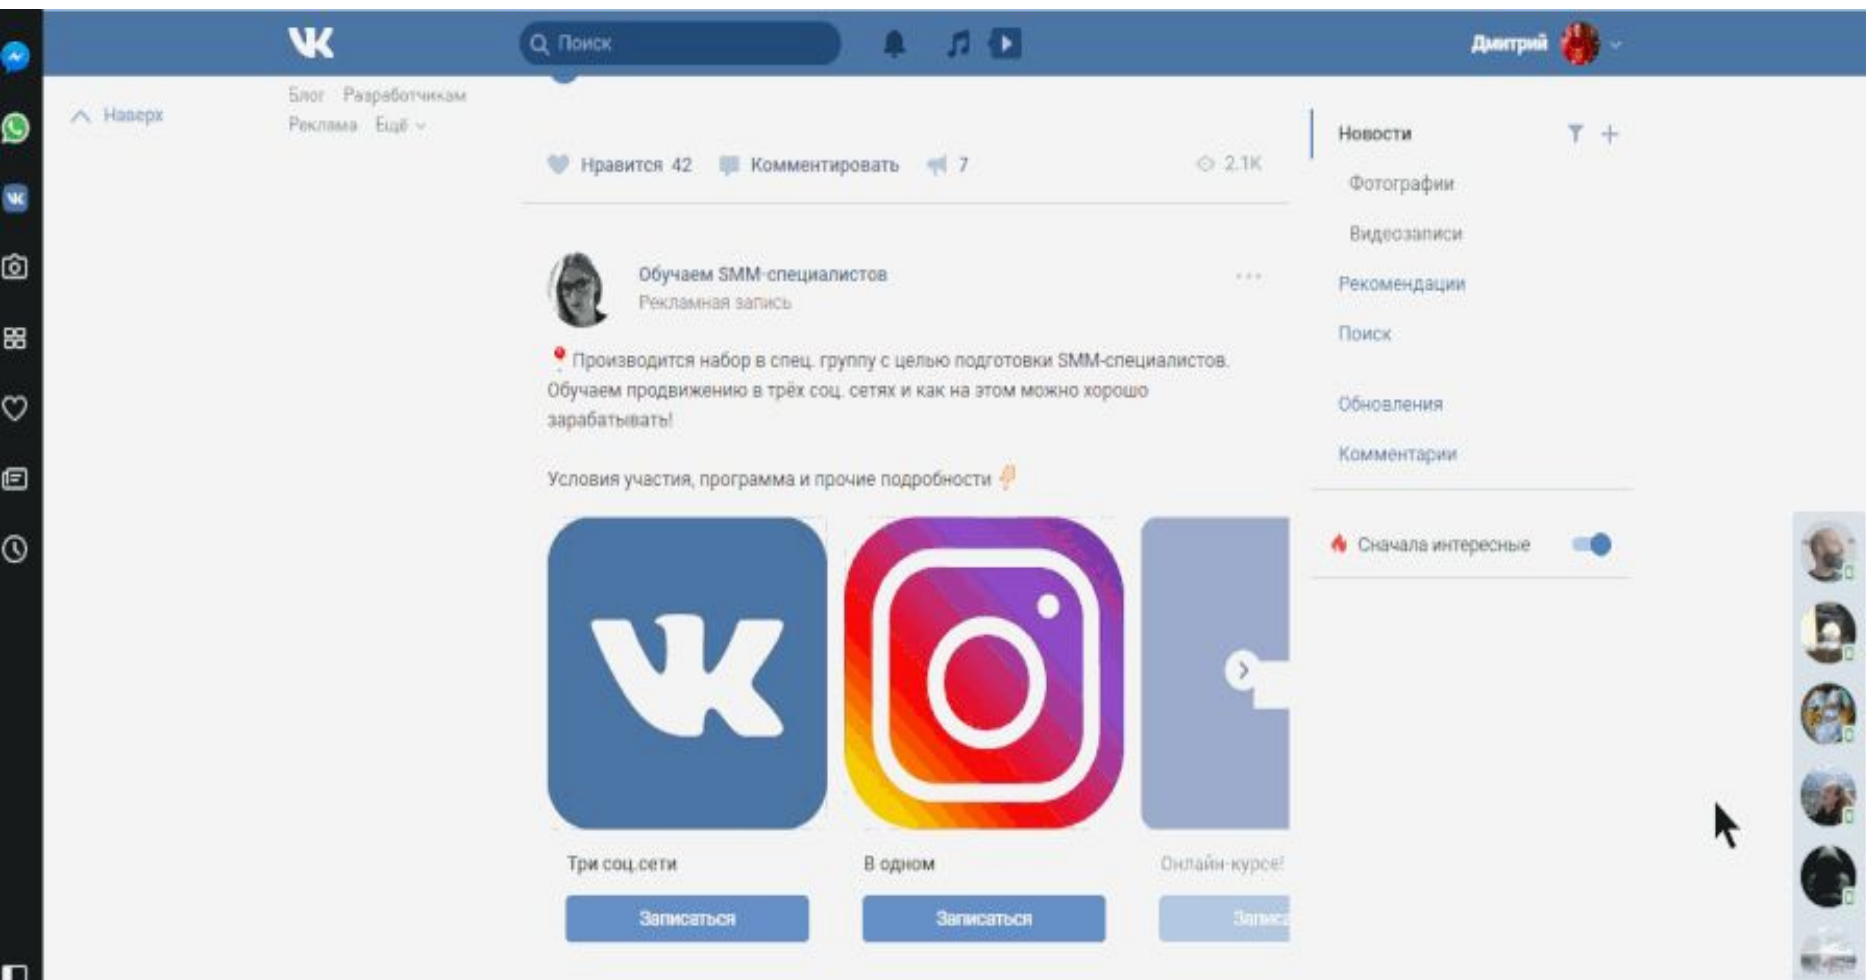 VK
Поиск
Дмитрий
Наверх
Блог Разработчикам
Реклама Ещё
Нравится 42 Комментировать 7 2.1K
Обучаем SMM-специалистов
Рекламная запись
Производится набор в спец. группу с целью подготовки SMM-специалистов.
Обучаем продвижению в трёх соц. сетях и как на этом можно хорошо
зарабатывать!
Условия участия, программа и прочие подробности
Три соц.сети
Записаться
В одном
Записаться
Онлайн-курсе!
Записа
Новости
Фотографии
Видеозаписи
Рекомендации
Поиск
Обновления
Комментарии
Сначала интересные